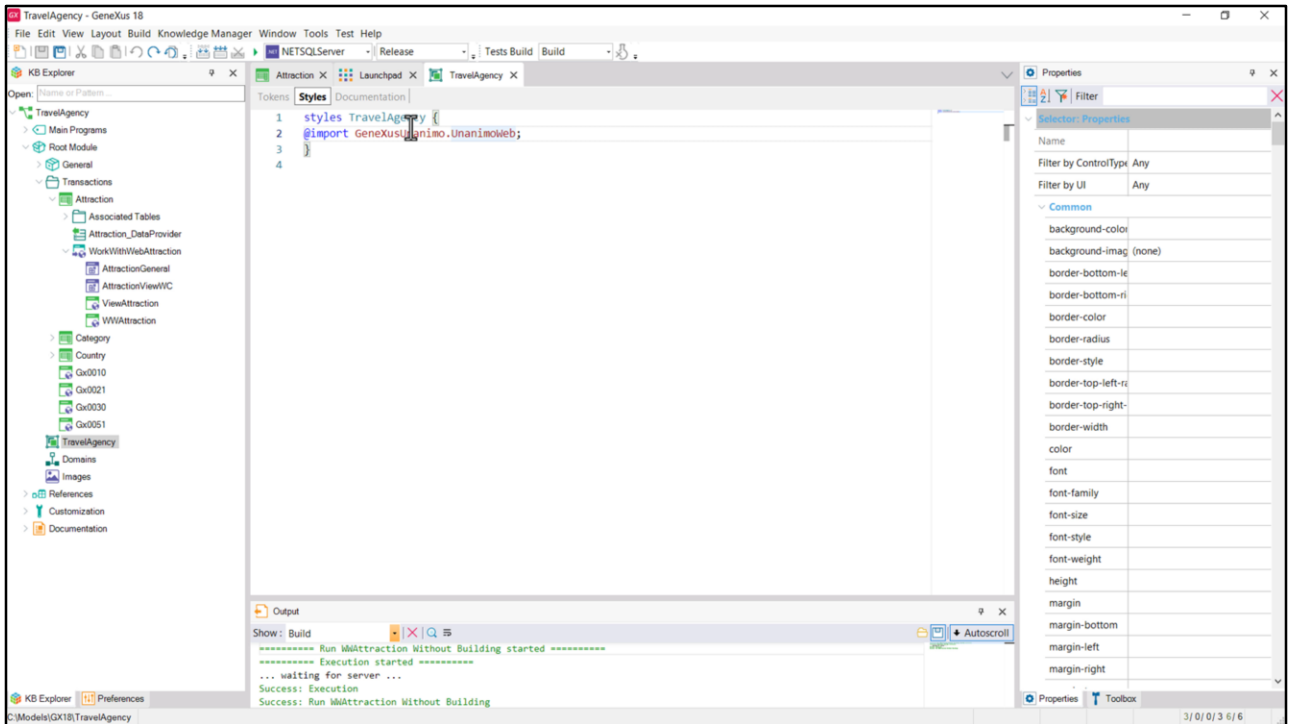 TravelAgency - GeneXus 18
File Edit View Layout Build Knowledge Manager Window Tools Test Help
NETSQLServer Release Tests Build Build
KB Explorer
Open: Name or Pattern...
TravelAgency
Main Programs
Root Module
General
Transactions
Attraction
Associated Tables
Attraction_DataProvider
WorkWithWebAttraction
AttractionGeneral
AttractionViewWC
ViewAttraction
WWAttraction
Category
Country
Gx0010
Gx0021
Gx0030
Gx0051
TravelAgency
Domains
Images
References
Customization
Documentation
KB Explorer Preferences
Attraction Launchpad TravelAgency
Tokens Styles Documentation
1 styles TravelAgency {
2 @import GeneXusUnanimo.UnanimoWeb;
3 }
4
Output
Show: Build Autoscroll
========== Run WWAttraction Without Building started ==========
========== Execution started ==========
... waiting for server ...
Success: Execution
Success: Run WWAttraction Without Building
Properties
Filter
Selector: Properties
Name
Filter by ControlType Any
Filter by UI Any
Common
background-color
background-imag (none)
border-bottom-le
border-bottom-ri
border-color
border-radius
border-style
border-top-left-ra
border-top-right-
border-width
color
font
font-family
font-size
font-style
font-weight
height
margin
margin-bottom
margin-left
margin-right
Properties Toolbox
C:\Models\GX18\TravelAgency 3/0/0/3 6/6